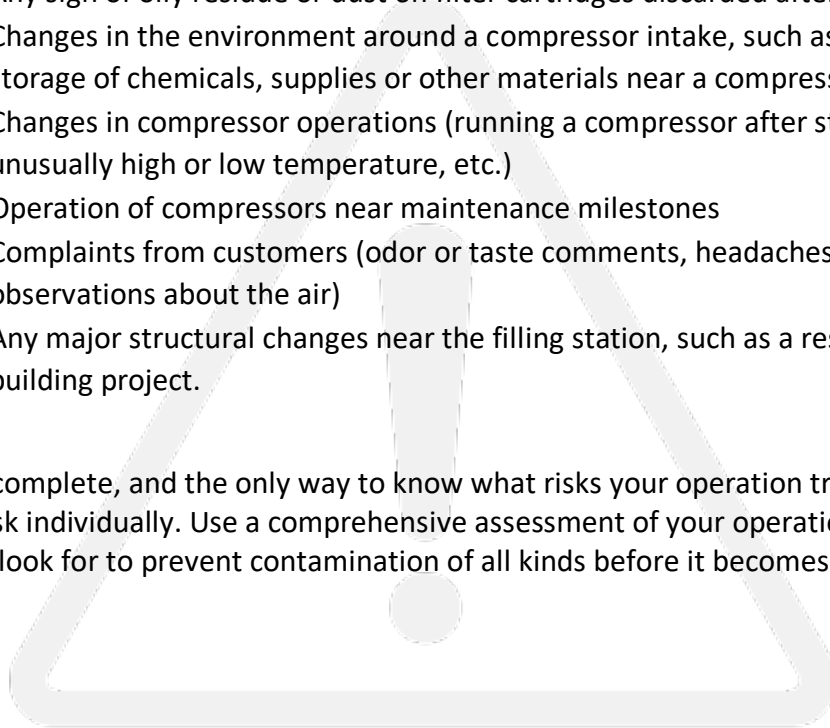 Any sign of oily residue or dust on filter cartridges discarded after
Changes in the environment around a compressor intake, such as
torage of chemicals, supplies or other materials near a compress
Changes in compressor operations (running a compressor after st
unusually high or low temperature, etc.)
Operation of compressors near maintenance milestones
Complaints from customers (odor or taste comments, headaches
observations about the air)
Any major structural changes near the filling station, such as a res
building project.
complete, and the only way to know what risks your operation tr
sk individually. Use a comprehensive assessment of your operatio
look for to prevent contamination of all kinds before it becomes